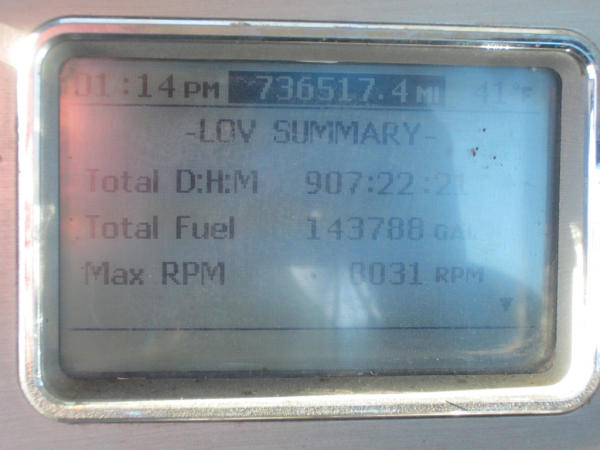 01:14 PM 736517.4 MI 41°F
-LOV SUMMARY-
Total D:H:M 907:22:21
Total Fuel 143788 GAL
Max RPM 8031 RPM